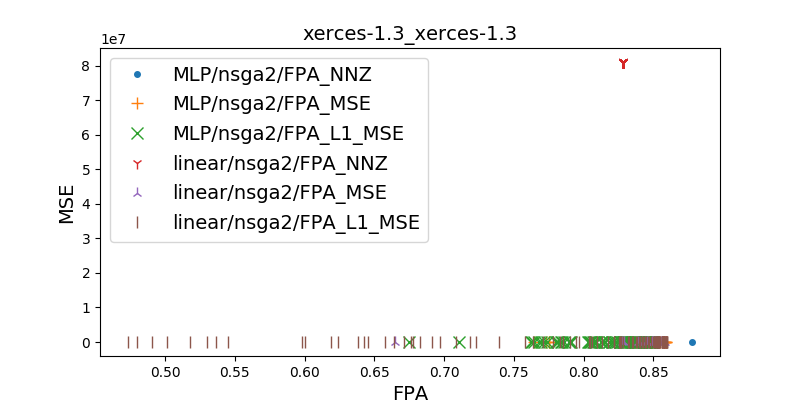 xerces-1.3_xerces-1.3
1e7
8
7
6
5
4
3
2
1
0
MSE
MLP/nsga2/FPA_NNZ
MLP/nsga2/FPA_MSE
MLP/nsga2/FPA_L1_MSE
linear/nsga2/FPA_NNZ
linear/nsga2/FPA_MSE
linear/nsga2/FPA_L1_MSE
0.50 0.55 0.60 0.65 0.70 0.75 0.80 0.85
FPA